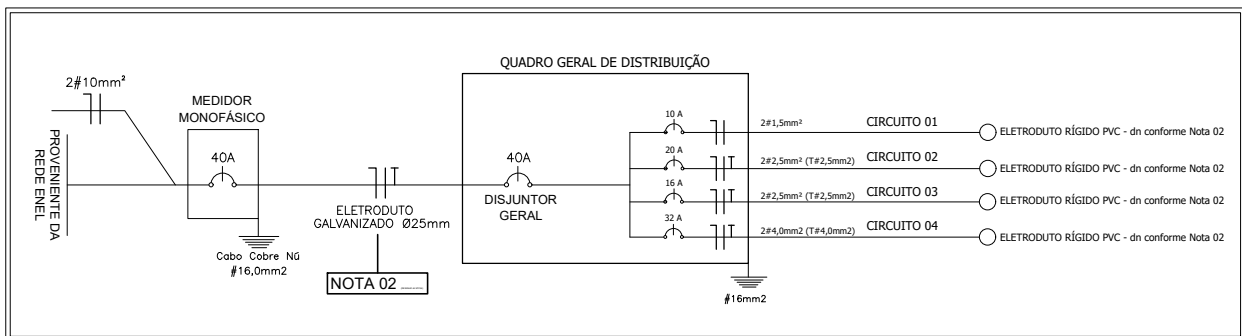 2#10mm²
PROVENIENTE DA
REDE ENEL
MEDIDOR
MONOFÁSICO
40A
Cabo Cobre Nú
#16,0mm2
ELETRODUTO
GALVANIZADO Ø25mm
NOTA 02
QUADRO GERAL DE DISTRIBUIÇÃO
40A
DISJUNTOR
GERAL
10 A
2#1,5mm²
CIRCUITO 01
ELETRODUTO RÍGIDO PVC - dn conforme Nota 02
20 A
2#2,5mm² (T#2,5mm2)
CIRCUITO 02
ELETRODUTO RÍGIDO PVC - dn conforme Nota 02
16 A
2#2,5mm² (T#2,5mm2)
CIRCUITO 03
ELETRODUTO RÍGIDO PVC - dn conforme Nota 02
32 A
2#4,0mm2 (T#4,0mm2)
CIRCUITO 04
ELETRODUTO RÍGIDO PVC - dn conforme Nota 02
#16mm2